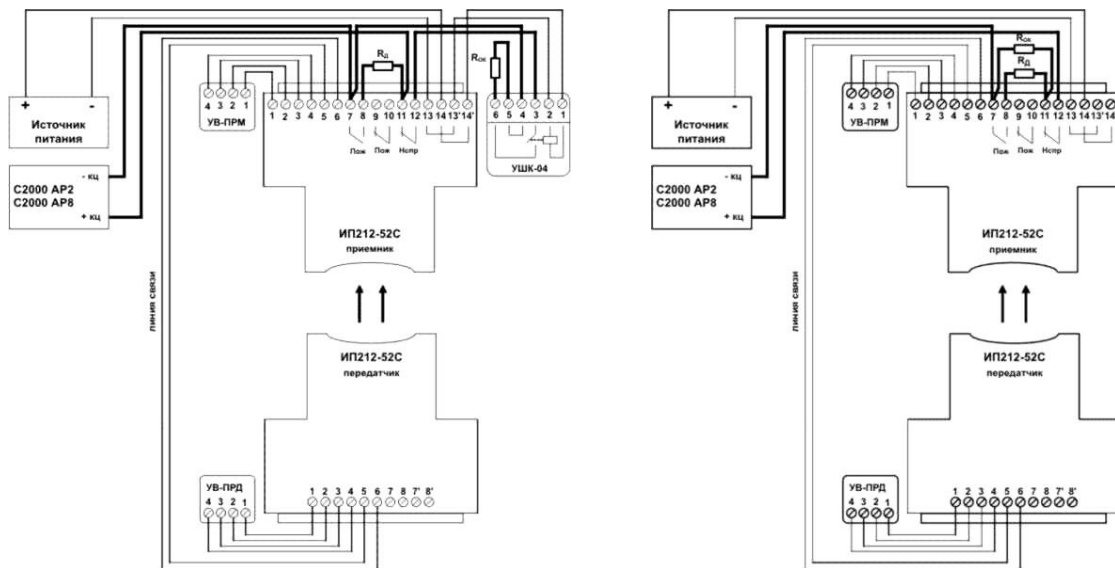 + -
Источник
питания
- кц
С2000 АР2
С2000 АР8
+ кц
4 3 2 1
УВ-ПРМ
Rд
Rок
1 2 3 4 5 6 7 8 9 10 11 12 13 14 13' 14'
Пож Пож Нспр
6 5 4 3 2 1
УШК-04
ИП212-52С
приемник
линия связи
ИП212-52С
передатчик
УВ-ПРД
4 3 2 1
1 2 3 4 5 6 7 8 7' 8'
+ -
Источник
питания
- кц
С2000 АР2
С2000 АР8
+ кц
4 3 2 1
УВ-ПРМ
Rок
Rд
1 2 3 4 5 6 7 8 9 10 11 12 13 14 13' 14'
Пож Пож Нспр
ИП212-52С
приемник
линия связи
ИП212-52С
передатчик
УВ-ПРД
4 3 2 1
1 2 3 4 5 6 7 8 7' 8'